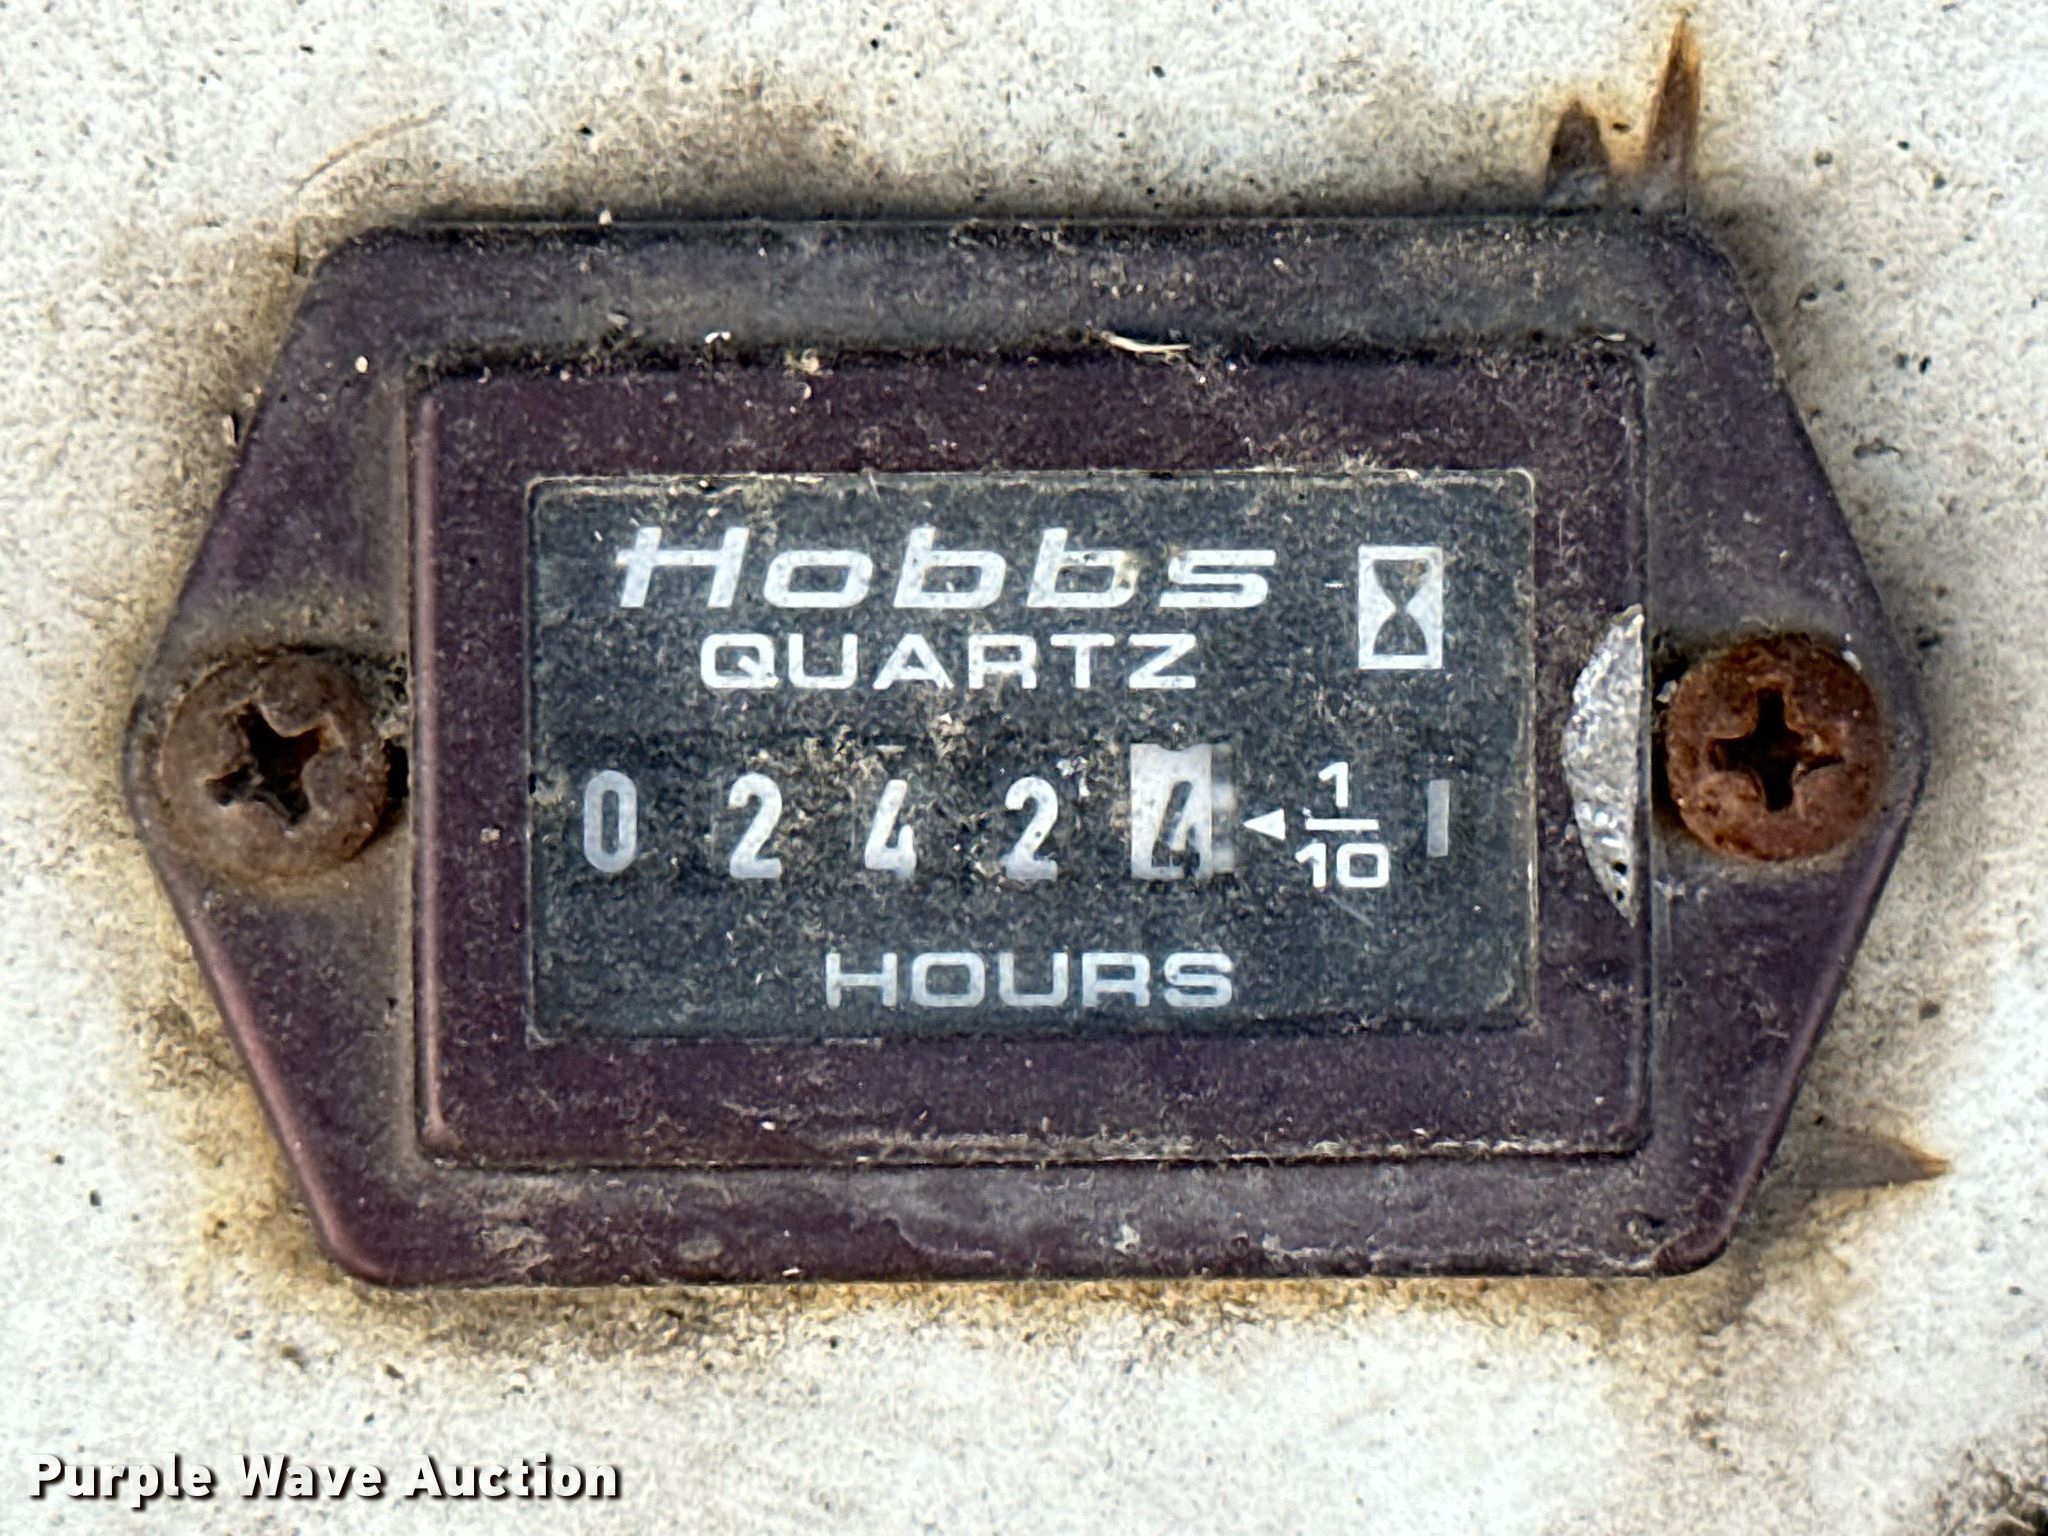 Hobbs
QUARTZ
0 2 4 2 4 ◄ 1/10
HOURS
Purple Wave Auction